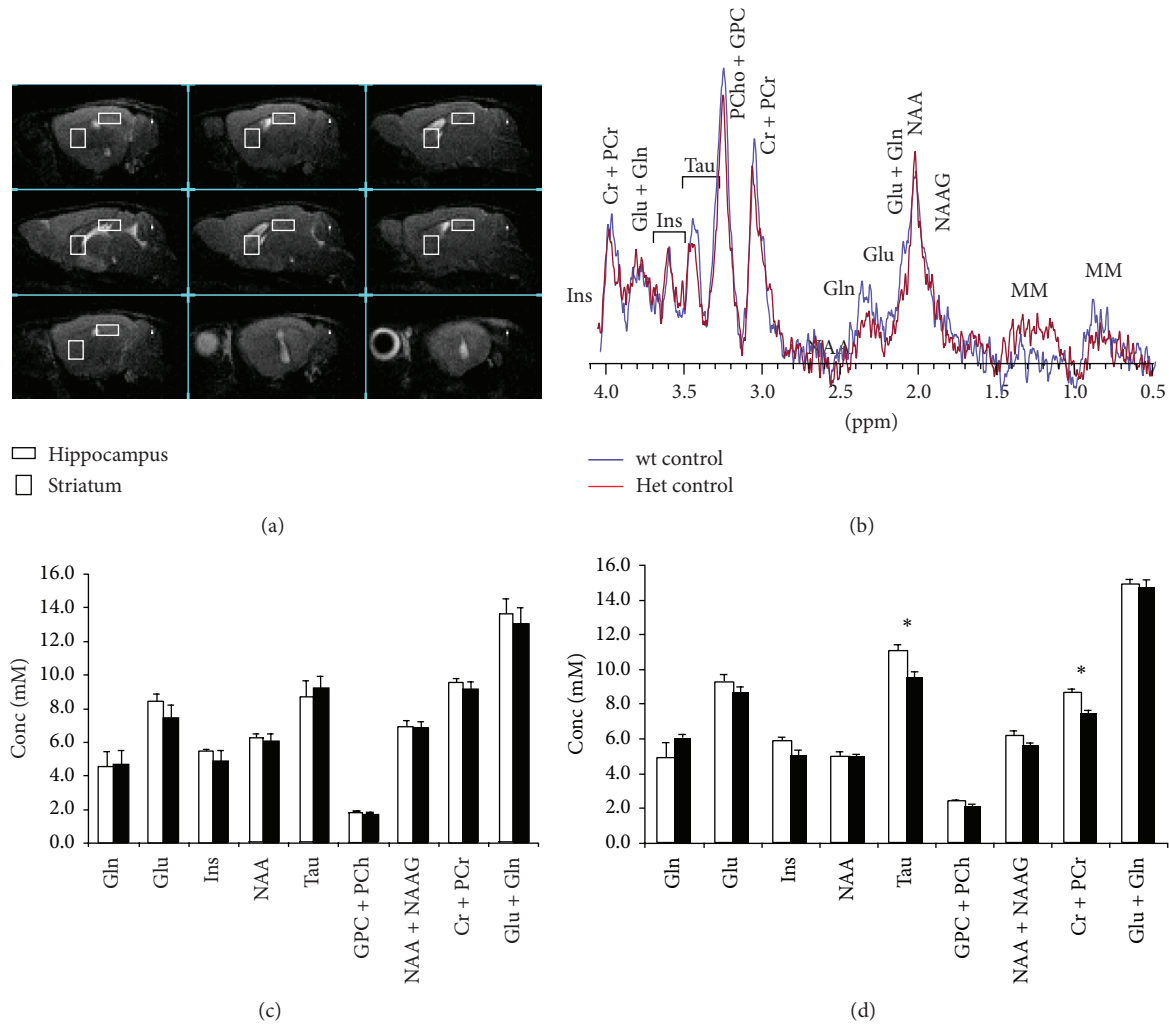 Hippocampus
Striatum
(a)
(b)
Ins
Cr + PCr
Glu + Gln
Ins
Tau
PCho + GPC
Cr + PCr
NAA
Gln
Glu
Glu + Gln
NAA
NAAG
MM
MM
4.0 3.5 3.0 2.5 2.0 1.5 1.0 0.5
(ppm)
wt control
Het control
Conc (mM)
16.0
14.0
12.0
10.0
8.0
6.0
4.0
2.0
0.0
Gln
Glu
Ins
NAA
Tau
GPC + PCh
NAA + NAAG
Cr + PCr
Glu + Gln
(c)
Conc (mM)
16.0
14.0
12.0
10.0
8.0
6.0
4.0
2.0
0.0
*
*
Gln
Glu
Ins
NAA
Tau
GPC + PCh
NAA + NAAG
Cr + PCr
Glu + Gln
(d)